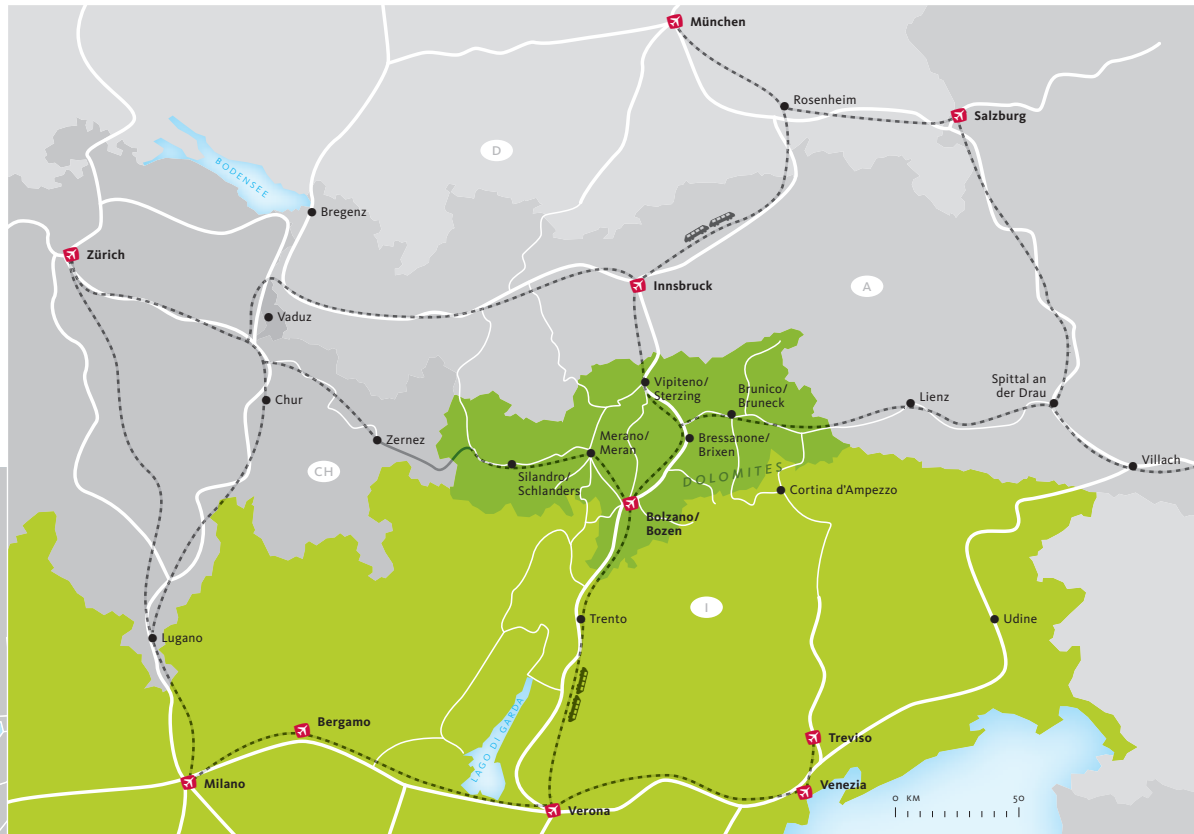 München
Rosenheim
Salzburg
D
BODENSEE
Bregenz
Zürich
Innsbruck
A
Vaduz
Vipiteno/
Sterzing
Brunico/
Bruneck
Spittal an
der Drau
Lienz
Chur
Zernez
Merano/
Meran
Bressanone/
Brixen
Villach
CH
Silandro/
Schlanders
DOLOMITES
Cortina d'Ampezzo
Bolzano/
Bozen
I
Trento
Udine
Lugano
LAGO DI GARDA
Bergamo
Treviso
Milano
Venezia
Verona
0 KM 50